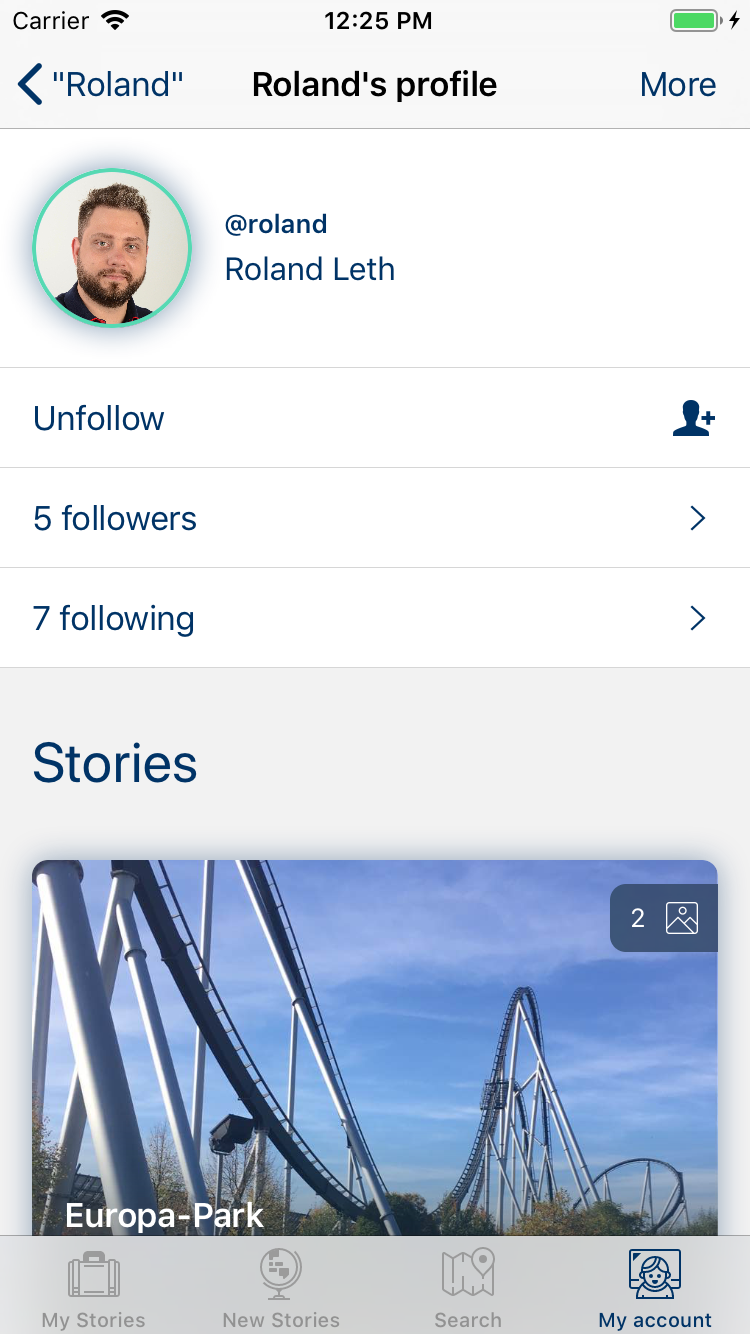 Carrier 12:25 PM
"Roland" Roland's profile More
@roland
Roland Leth
Unfollow
5 followers
7 following
Stories
2
Europa-Park
My Stories New Stories Search My account